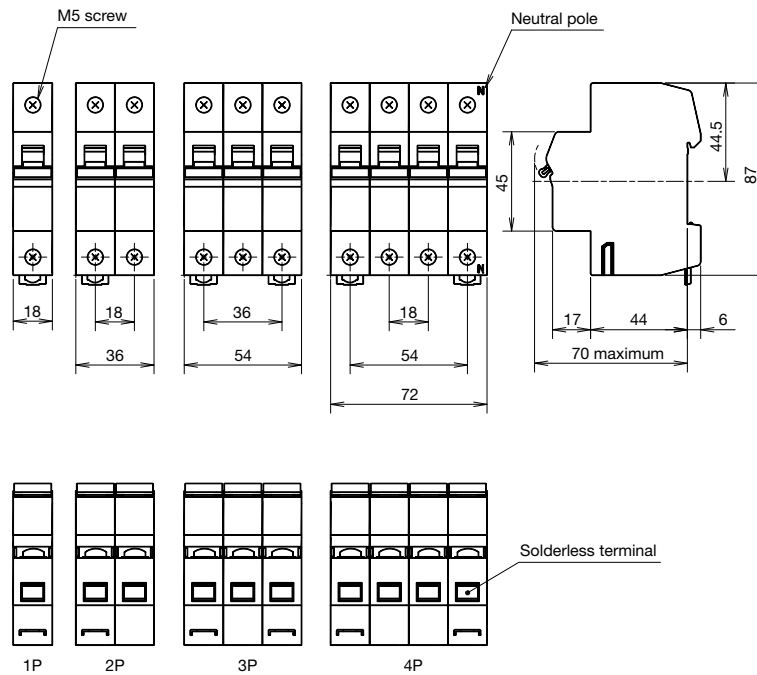 M5 screw
Neutral pole
N
44.5
45
87
N
18
18
36
18
17
44
6
36
54
54
70 maximum
72
Solderless terminal
1P
2P
3P
4P